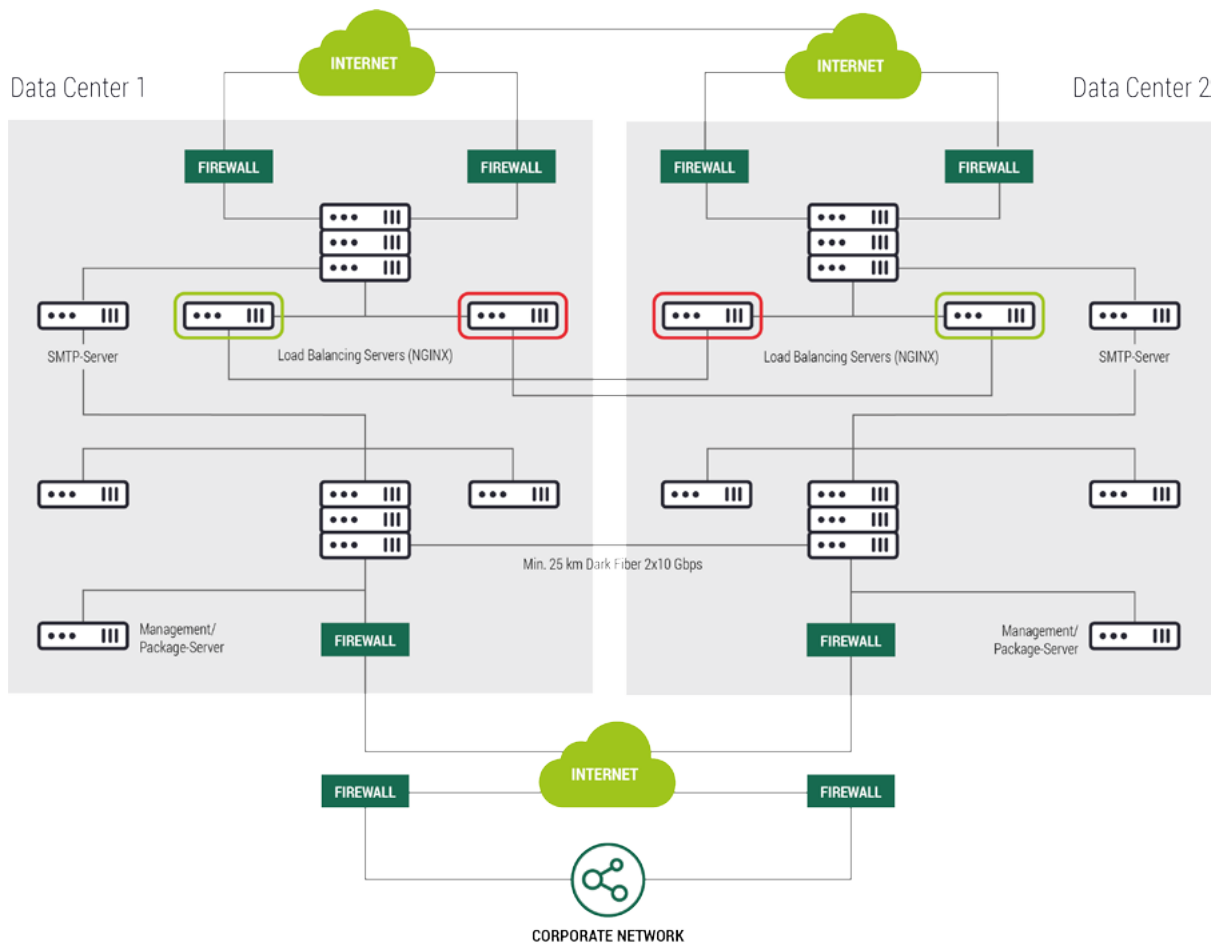 INTERNET
INTERNET
Data Center 1
Data Center 2
FIREWALL
FIREWALL
FIREWALL
FIREWALL
SMTP-Server
Load Balancing Servers (NGINX)
Load Balancing Servers (NGINX)
SMTP-Server
Min. 25 km Dark Fiber 2x10 Gbps
Management/
Package-Server
FIREWALL
FIREWALL
Management/
Package-Server
INTERNET
FIREWALL
FIREWALL
CORPORATE NETWORK